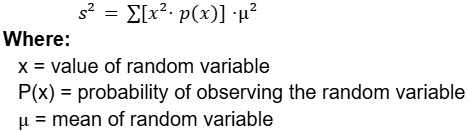 s² = Σ[x²· p(x)] ·μ²
Where:
x = value of random variable
P(x) = probability of observing the random variable
μ = mean of random variable